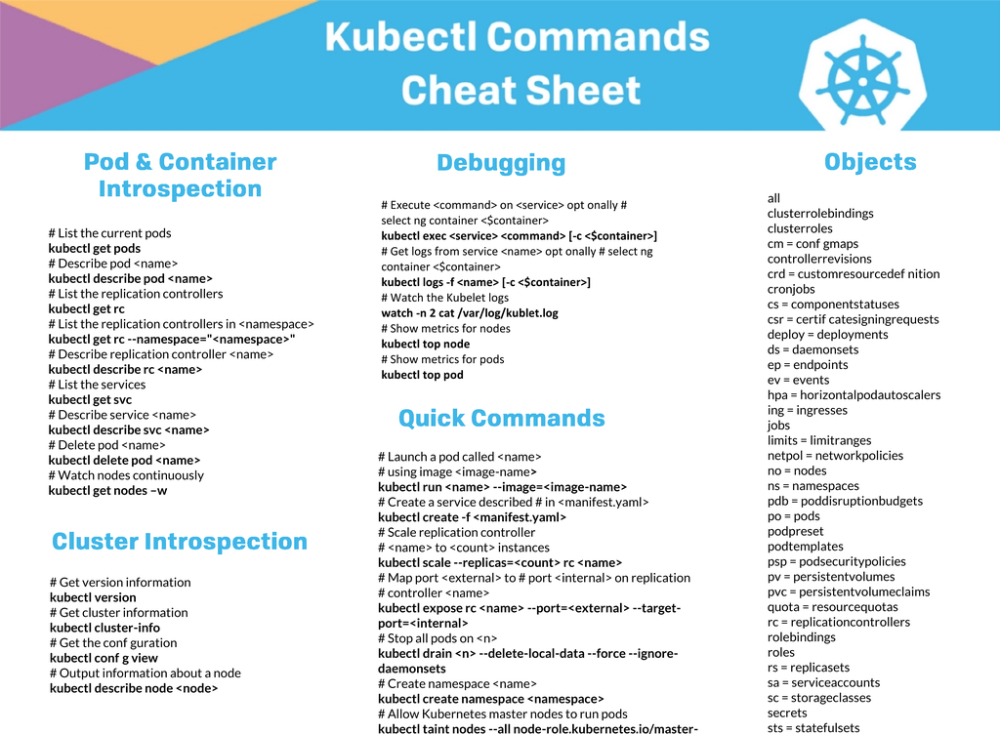 Kubectl Commands
Cheat Sheet
Pod & Container
Introspection
# List the current pods
kubectl get pods
# Describe pod <name>
kubectl describe pod <name>
# List the replication controllers
kubectl get rc
# List the replication controllers in <namespace>
kubectl get rc --namespace="<namespace>"
# Describe replication controller <name>
kubectl describe rc <name>
# List the services
kubectl get svc
# Describe service <name>
kubectl describe svc <name>
# Delete pod <name>
kubectl delete pod <name>
# Watch nodes continuously
kubectl get nodes –w
Cluster Introspection
# Get version information
kubectl version
# Get cluster information
kubectl cluster-info
# Get the conf guration
kubectl conf g view
# Output information about a node
kubectl describe node <node>
Debugging
# Execute <command> on <service> opt onally #
select ng container <$container>
kubectl exec <service> <command> [-c <$container>]
# Get logs from service <name> opt onally # select ng
container <$container>
kubectl logs -f <name> [-c <$container>]
# Watch the Kubelet logs
watch -n 2 cat /var/log/kublet.log
# Show metrics for nodes
kubectl top node
# Show metrics for pods
kubectl top pod
Quick Commands
# Launch a pod called <name>
# using image <image-name>
kubectl run <name> --image=<image-name>
# Create a service described # in <manifest.yaml>
kubectl create -f <manifest.yaml>
# Scale replication controller
# <name> to <count> instances
kubectl scale --replicas=<count> rc <name>
# Map port <external> to # port <internal> on replication
# controller <name>
kubectl expose rc <name> --port=<external> --target-
port=<internal>
# Stop all pods on <n>
kubectl drain <n> --delete-local-data --force --ignore-
daemonsets
# Create namespace <name>
kubectl create namespace <namespace>
# Allow Kubernetes master nodes to run pods
kubectl taint nodes --all node-role.kubernetes.io/master-
Objects
all
clusterrolebindings
clusterroles
cm = conf gmaps
controllerrevisions
crd = customresourcedef nition
cronjobs
cs = componentstatuses
csr = certif catesigningrequests
deploy = deployments
ds = daemonsets
ep = endpoints
ev = events
hpa = horizontalpodautoscalers
ing = ingresses
jobs
limits = limitranges
netpol = networkpolicies
no = nodes
ns = namespaces
pdb = poddisruptionbudgets
po = pods
podpreset
podtemplates
psp = podsecuritypolicies
pv = persistentvolumes
pvc = persistentvolumeclaims
quota = resourcequotas
rc = replicationcontrollers
rolebindings
roles
rs = replicasets
sa = serviceaccounts
sc = storageclasses
secrets
sts = statefulsets